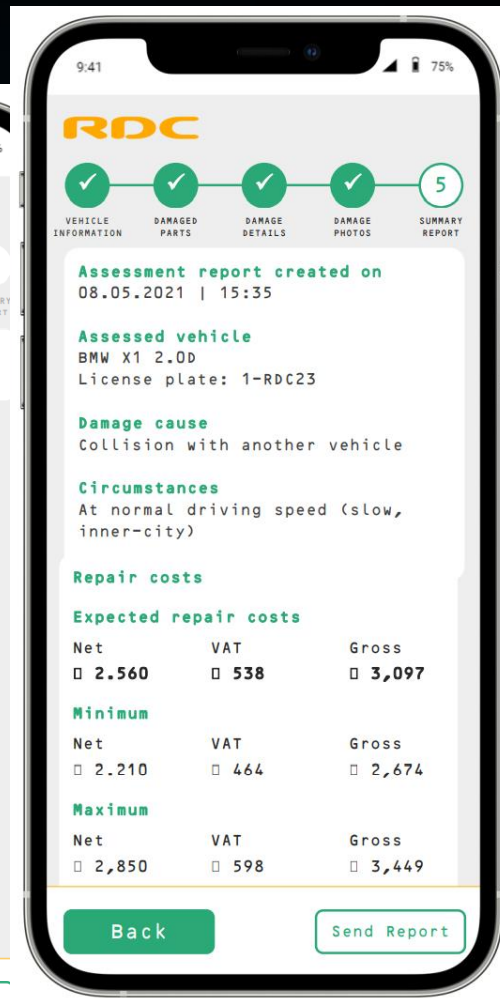 9:41
75%
RDC
✓ ✓ ✓ ✓ 5
VEHICLE INFORMATION
DAMAGED PARTS
DAMAGE DETAILS
DAMAGE PHOTOS
SUMMARY REPORT
Assessment report created on
08.05.2021 | 15:35
Assessed vehicle
BMW X1 2.0D
License plate: 1-RDC23
Damage cause
Collision with another vehicle
Circumstances
At normal driving speed (slow,
inner-city)
Repair costs
Expected repair costs
Net VAT Gross
▯ 2.560 ▯ 538 ▯ 3,097
Minimum
Net VAT Gross
▯ 2.210 ▯ 464 ▯ 2,674
Maximum
Net VAT Gross
▯ 2,850 ▯ 598 ▯ 3,449
Back
Send Report